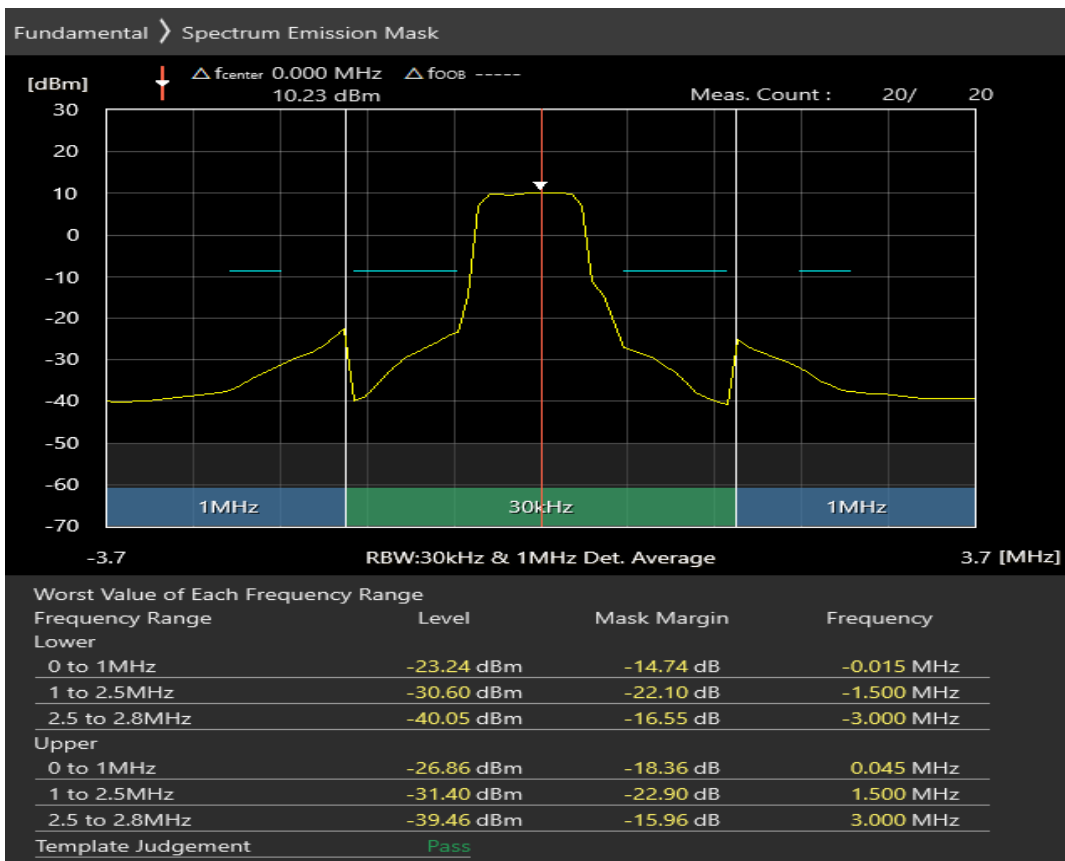 Fundamental 〉 Spectrum Emission Mask
[dBm] △ fcenter 0.000 MHz △ fOOB -----
10.23 dBm Meas. Count : 20/ 20
30
20
10
0
-10
-20
-30
-40
-50
-60
-70
1MHz 30kHz 1MHz
-3.7 RBW:30kHz & 1MHz Det. Average 3.7 [MHz]
Worst Value of Each Frequency Range
Frequency Range Level Mask Margin Frequency
Lower
0 to 1MHz -23.24 dBm -14.74 dB -0.015 MHz
1 to 2.5MHz -30.60 dBm -22.10 dB -1.500 MHz
2.5 to 2.8MHz -40.05 dBm -16.55 dB -3.000 MHz
Upper
0 to 1MHz -26.86 dBm -18.36 dB 0.045 MHz
1 to 2.5MHz -31.40 dBm -22.90 dB 1.500 MHz
2.5 to 2.8MHz -39.46 dBm -15.96 dB 3.000 MHz
Template Judgement Pass